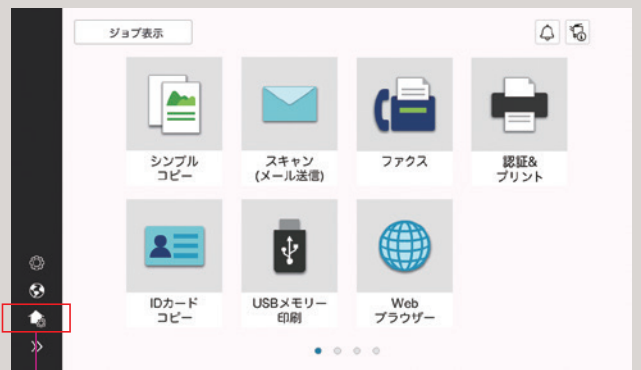 ジョブ表示
シンプル
コピー
スキャン
(メール送信)
ファクス
認証&
プリント
IDカード
コピー
USBメモリー
印刷
Web
ブラウザー